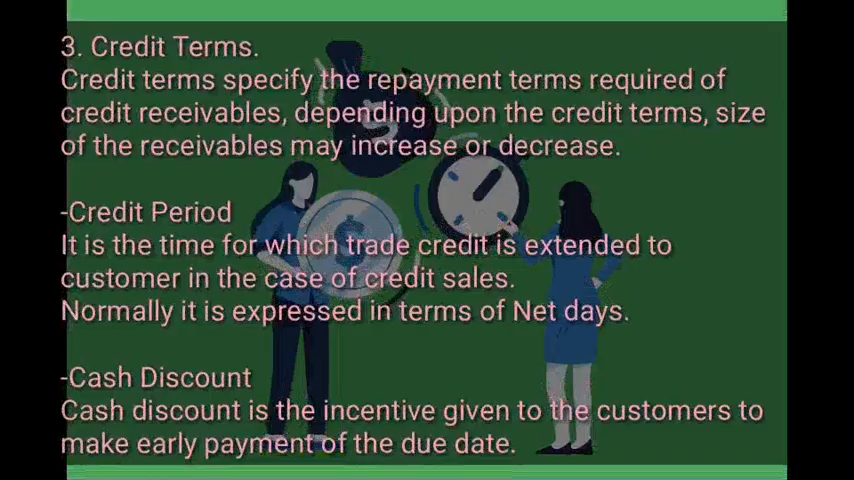 3. Credit Terms.
Credit terms specify the repayment terms required of
credit receivables, depending upon the credit terms, size
of the receivables may increase or decrease.
-Credit Period
It is the time for which trade credit is extended to
customer in the case of credit sales.
Normally it is expressed in terms of Net days.
-Cash Discount
Cash discount is the incentive given to the customers to
make early payment of the due date.